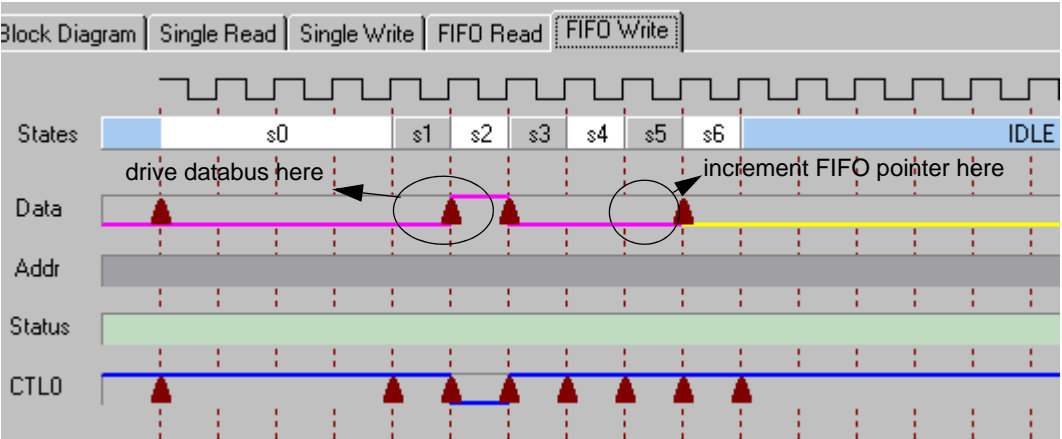 Block Diagram Single Read Single Write FIFO Read FIFO Write
States s0 s1 s2 s3 s4 s5 s6 IDLE
drive databus here increment FIFO pointer here
Data
Addr
Status
CTL0